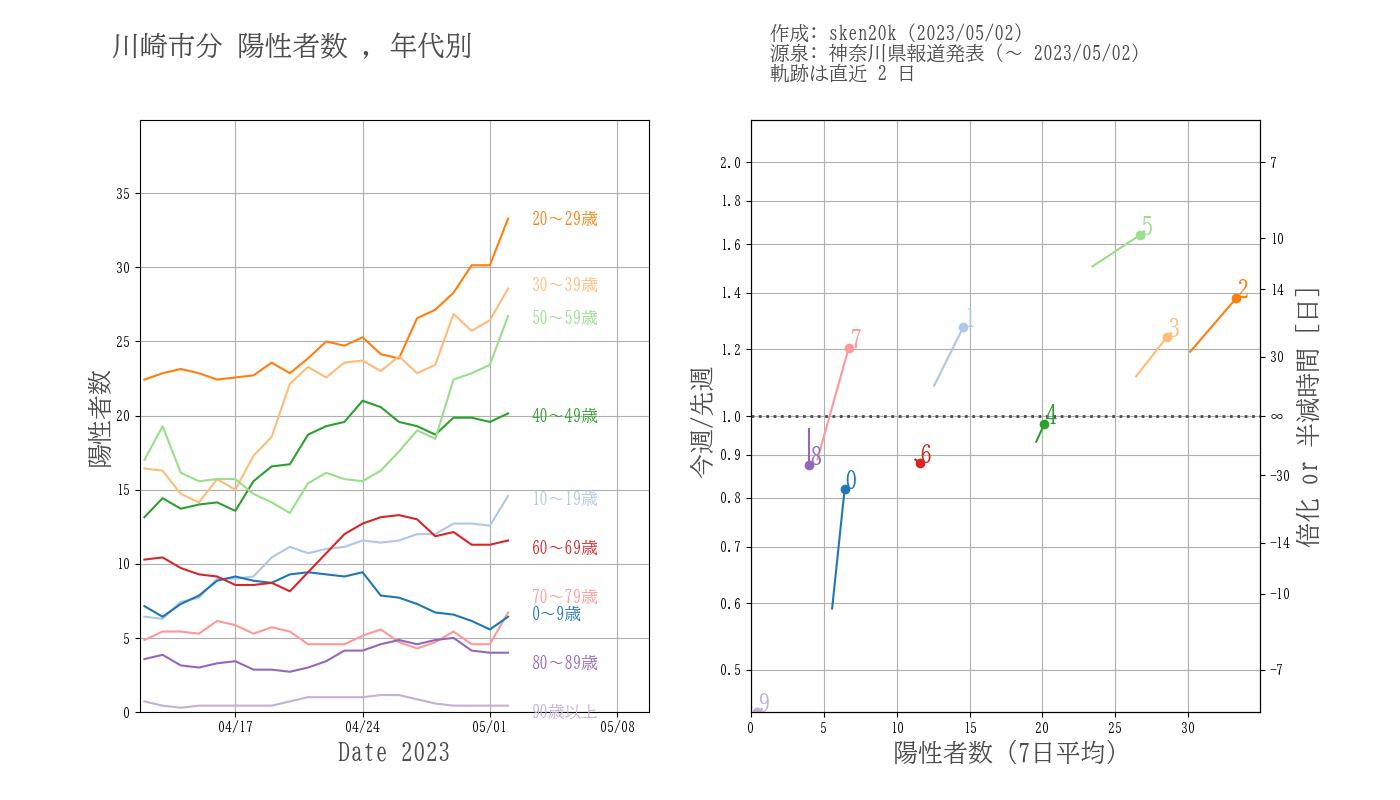 川崎市分 陽性者数 , 年代別
作成: sken20k (2023/05/02)
源泉: 神奈川県報道発表 (～ 2023/05/02)
軌跡は直近 2 日
陽性者数
35
30
25
20
15
10
5
0
04/17
04/24
05/01
05/08
Date 2023
20～29歳
30～39歳
50～59歳
40～49歳
10～19歳
60～69歳
70～79歳
0～9歳
80～89歳
90歳以上
今週/先週
2.0
1.8
1.6
1.4
1.2
1.0
0.9
0.8
0.7
0.6
0.5
5
2
1
3
7
4
6
8
0
9
0
5
10
15
20
25
30
陽性者数 (7日平均)
7
10
14
30
∞
−30
−14
−10
−7
倍化 or 半減時間 [日]